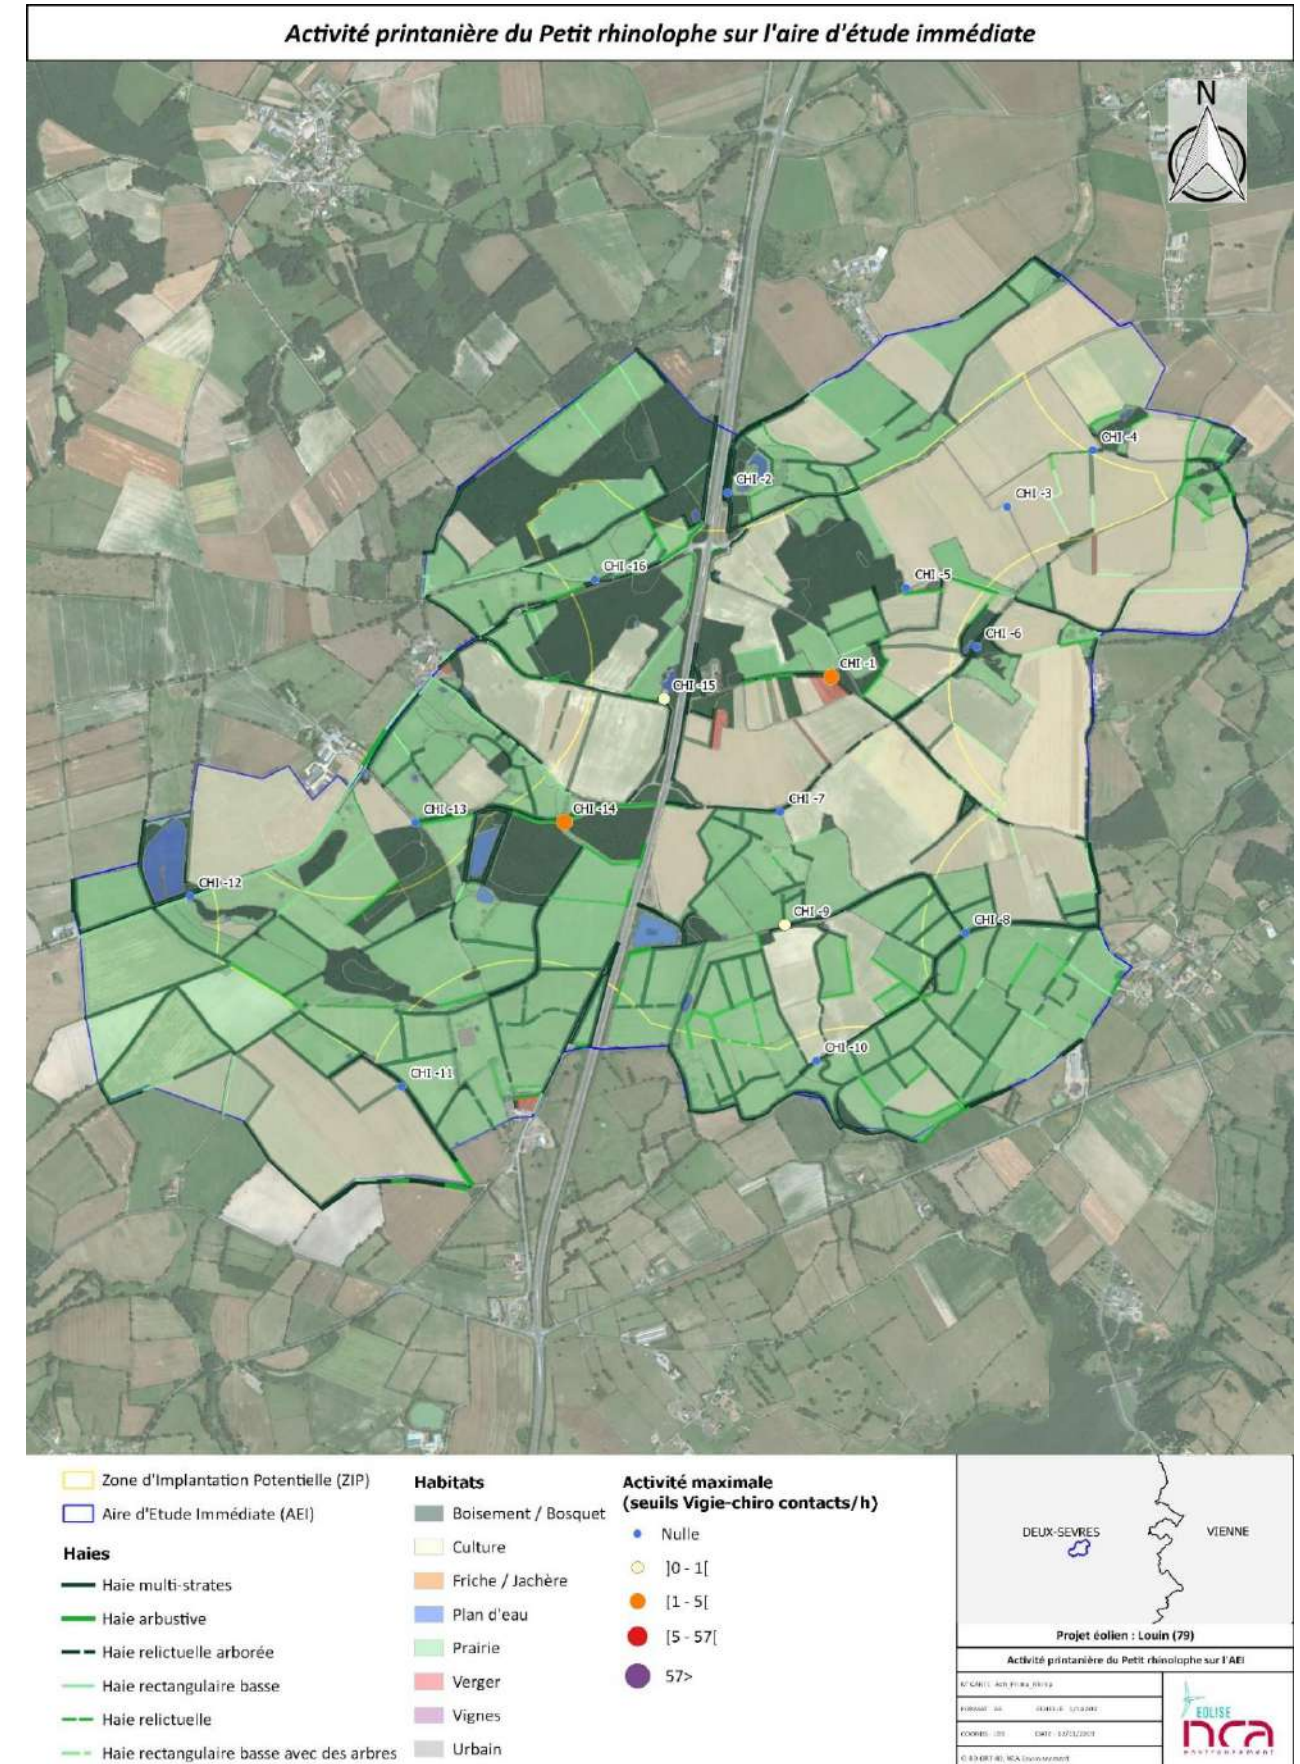 Activité printanière du Petit rhinolophe sur l'aire d'étude immédiate
N
CHI -4
CHI -2
CHI -3
CHI -16
CHI -5
CHI -6
CHI -1
CHI -15
CHI -7
CHI -13
CHI -14
CHI -12
CHI -9
CHI -8
CHI -10
CHI -11
Zone d'Implantation Potentielle (ZIP)
Aire d'Etude Immédiate (AEI)
Haies
Haie multi-strates
Haie arbustive
Haie relictuelle arborée
Haie rectangulaire basse
Haie relictuelle
Haie rectangulaire basse avec des arbres
Habitats
Boisement / Bosquet
Culture
Friche / Jachère
Plan d'eau
Prairie
Verger
Vignes
Urbain
Activité maximale
(seuils Vigie-chiro contacts/h)
Nulle
]0 - 1[
[1 - 5[
[5 - 57[
57>
DEUX-SEVRES
VIENNE
Projet éolien : Louin (79)
Activité printanière du Petit rhinolophe sur l'AEI
EOLISE
nca
environnement